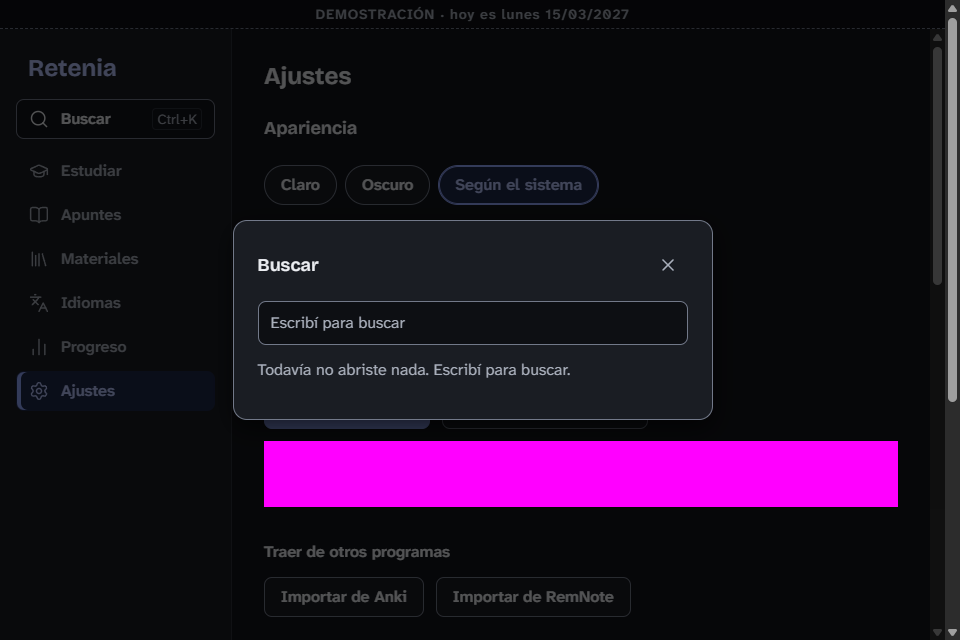 DEMOSTRACIÓN · hoy es lunes 15/03/2027
Retenia
Buscar Ctrl+K
Estudiar
Apuntes
Materiales
Idiomas
Progreso
Ajustes
Ajustes
Apariencia
Claro Oscuro Según el sistema
Buscar
Escribí para buscar
Todavía no abriste nada. Escribí para buscar.
Traer de otros programas
Importar de Anki Importar de RemNote